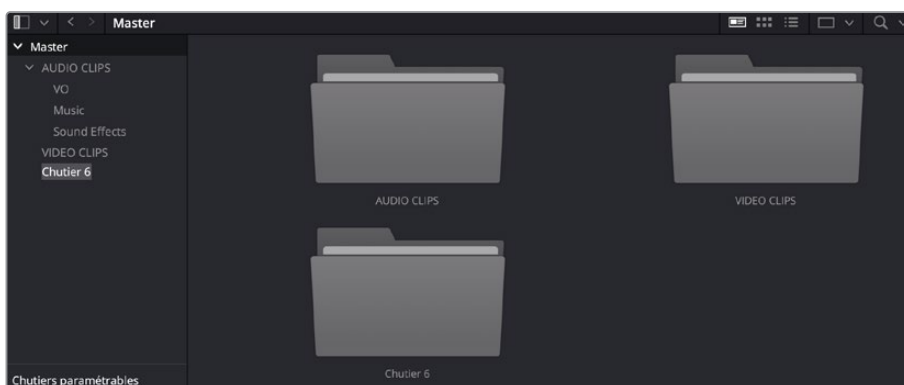 Master
Master
AUDIO CLIPS
VO
Music
Sound Effects
VIDEO CLIPS
Chutier 6
Chutiers paramétrables
AUDIO CLIPS
VIDEO CLIPS
Chutier 6